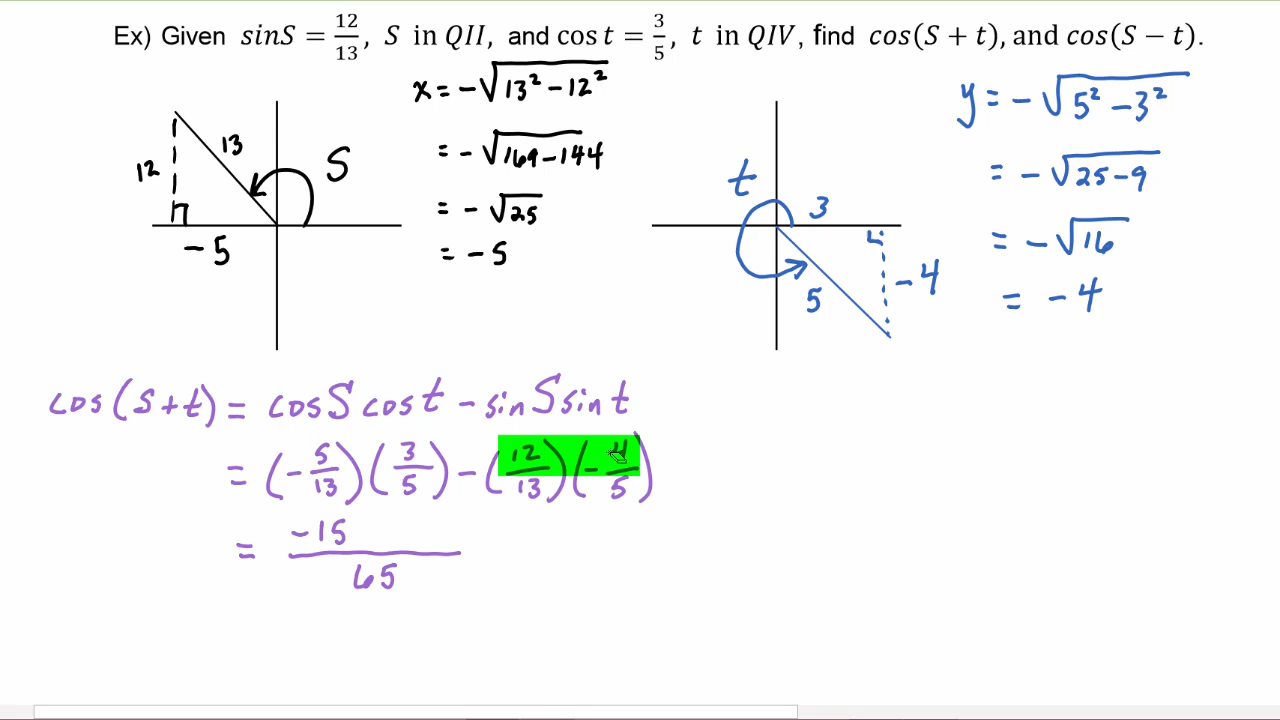 Ex) Given sinS = 12/13, S in QII, and cos t = 3/5, t in QIV, find cos(S + t), and cos(S − t).
x = −√(13² − 12²)
= −√(169 − 144)
= −√25
= −5
12
13
S
−5
y = −√(5² − 3²)
= −√(25 − 9)
= −√16
= −4
t
3
5
−4
cos(S+t) = cosS cost − sinS sint
= (−5/13)(3/5) − (12/13)(−4/5)
= −15 / 65